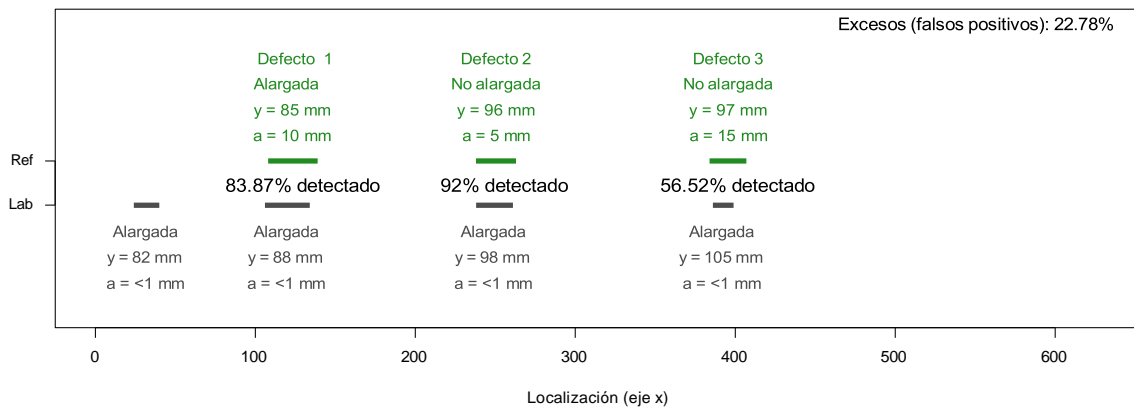 Excesos (falsos positivos): 22.78%
Defecto 1
Alargada
y = 85 mm
a = 10 mm
Defecto 2
No alargada
y = 96 mm
a = 5 mm
Defecto 3
No alargada
y = 97 mm
a = 15 mm
Ref
83.87% detectado
92% detectado
56.52% detectado
Lab
Alargada
y = 82 mm
a = <1 mm
Alargada
y = 88 mm
a = <1 mm
Alargada
y = 98 mm
a = <1 mm
Alargada
y = 105 mm
a = <1 mm
0 100 200 300 400 500 600
Localización (eje x)